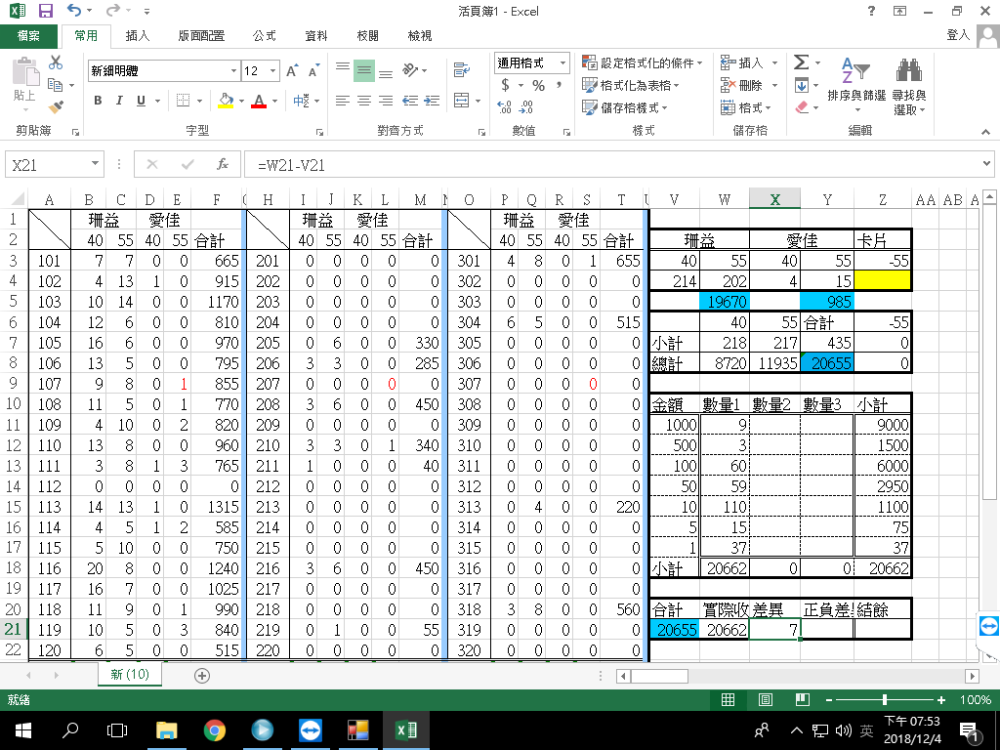 活頁簿1 - Excel
檔案 常用 插入 版面配置 公式 資料 校閱 檢視 登入
新細明體 12 通用格式 設定格式化的條件 插入
貼上 B I U 中 $ % , 格式化為表格 刪除 排序與篩選 尋找與選取
儲存格樣式 格式
剪貼簿 字型 對齊方式 數值 樣式 儲存格 編輯
X21 fx =W21-V21
A B C D E F H I J K L M O P Q R S T U V W X Y Z AA AB A
1 珊益 愛佳 珊益 愛佳 珊益 愛佳
2 40 55 40 55 合計 40 55 40 55 合計 40 55 40 55 合計 珊益 愛佳 卡片
3 101 7 7 0 0 665 201 0 0 0 0 0 301 4 8 0 1 655 40 55 40 55 -55
4 102 4 13 1 0 915 202 0 0 0 0 0 302 0 0 0 0 0 214 202 4 15
5 103 10 14 0 0 1170 203 0 0 0 0 0 303 0 0 0 0 0 19670 985
6 104 12 6 0 0 810 204 0 0 0 0 0 304 6 5 0 0 515 40 55 合計 -55
7 105 16 6 0 0 970 205 0 6 0 0 330 305 0 0 0 0 0 小計 218 217 435 0
8 106 13 5 0 0 795 206 3 3 0 0 285 306 0 0 0 0 0 總計 8720 11935 20655 0
9 107 9 8 0 1 855 207 0 0 0 0 0 307 0 0 0 0 0
10 108 11 5 0 1 770 208 3 6 0 0 450 308 0 0 0 0 0 金額 數量1 數量2 數量3 小計
11 109 4 10 0 2 820 209 0 0 0 0 0 309 0 0 0 0 0 1000 9 9000
12 110 13 8 0 0 960 210 3 3 0 1 340 310 0 0 0 0 0 500 3 1500
13 111 3 8 1 3 765 211 1 0 0 0 40 311 0 0 0 0 0 100 60 6000
14 112 0 0 0 0 0 212 0 0 0 0 0 312 0 0 0 0 0 50 59 2950
15 113 14 13 1 0 1315 213 0 0 0 0 0 313 0 4 0 0 220 10 110 1100
16 114 4 5 1 2 585 214 0 0 0 0 0 314 0 0 0 0 0 5 15 75
17 115 5 10 0 0 750 215 0 0 0 0 0 315 0 0 0 0 0 1 37 37
18 116 20 8 0 0 1240 216 3 6 0 0 450 316 0 0 0 0 0 小計 20662 0 0 20662
19 117 16 7 0 0 1025 217 0 0 0 0 0 317 0 0 0 0 0
20 118 11 9 0 1 990 218 0 0 0 0 0 318 3 8 0 0 560 合計 實際收 差異 正負差 結餘
21 119 10 5 0 3 840 219 0 1 0 0 55 319 0 0 0 0 0 20655 20662 7
22 120 6 5 0 0 515 220 0 0 0 0 0 320 0 0 0 0 0
新 (10)
就緒 100%
英 下午 07:53
2018/12/4 1